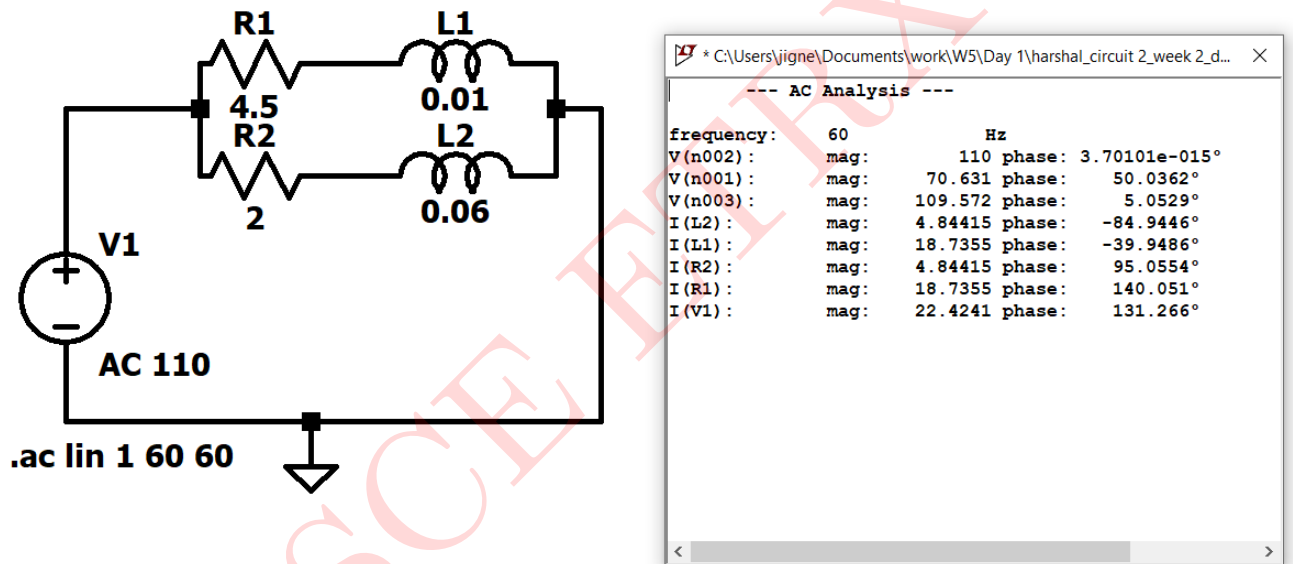 R1
L1
4.5
0.01
R2
L2
2
0.06
V1
AC 110
.ac lin 1 60 60
* C:\Users\jigne\Documents\work\W5\Day 1\harshal_circuit 2_week 2_d...
--- AC Analysis ---
frequency: 60 Hz
V(n002): mag: 110 phase: 3.70101e-015°
V(n001): mag: 70.631 phase: 50.0362°
V(n003): mag: 109.572 phase: 5.0529°
I(L2): mag: 4.84415 phase: -84.9446°
I(L1): mag: 18.7355 phase: -39.9486°
I(R2): mag: 4.84415 phase: 95.0554°
I(R1): mag: 18.7355 phase: 140.051°
I(V1): mag: 22.4241 phase: 131.266°
SCE ETRX